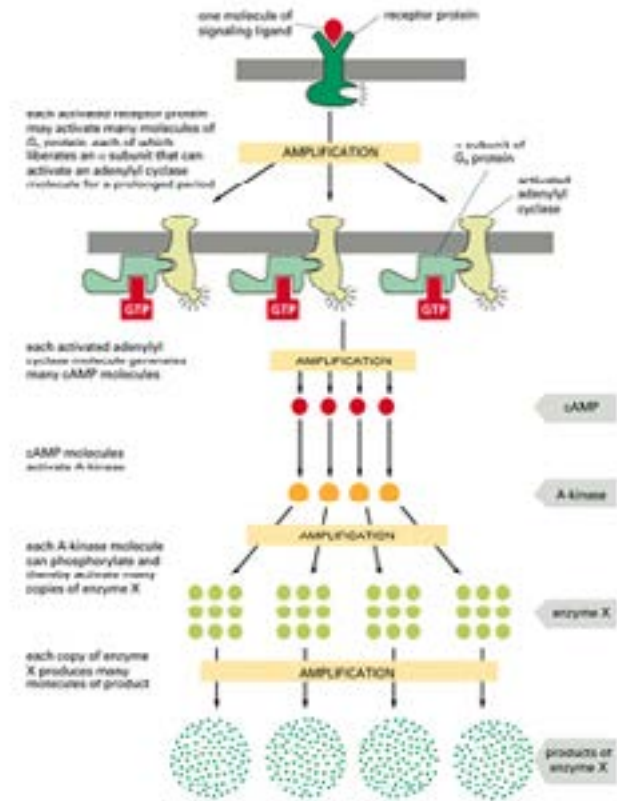 one molecule of
signaling ligand
receptor protein
each activated receptor protein
may activate many molecules of
Gs protein, each of which
liberates an α subunit that can
activate an adenylyl cyclase
molecule for a prolonged period
AMPLIFICATION
α subunit of
Gs protein
activated
adenylyl
cyclase
GTP
GTP
GTP
each activated adenylyl
cyclase molecule generates
many cAMP molecules
AMPLIFICATION
cAMP
cAMP molecules
activate A-kinase
A-kinase
each A-kinase molecule
can phosphorylate and
thereby activate many
copies of enzyme X
AMPLIFICATION
enzyme X
each copy of enzyme
X produces many
molecules of product
AMPLIFICATION
products of
enzyme X